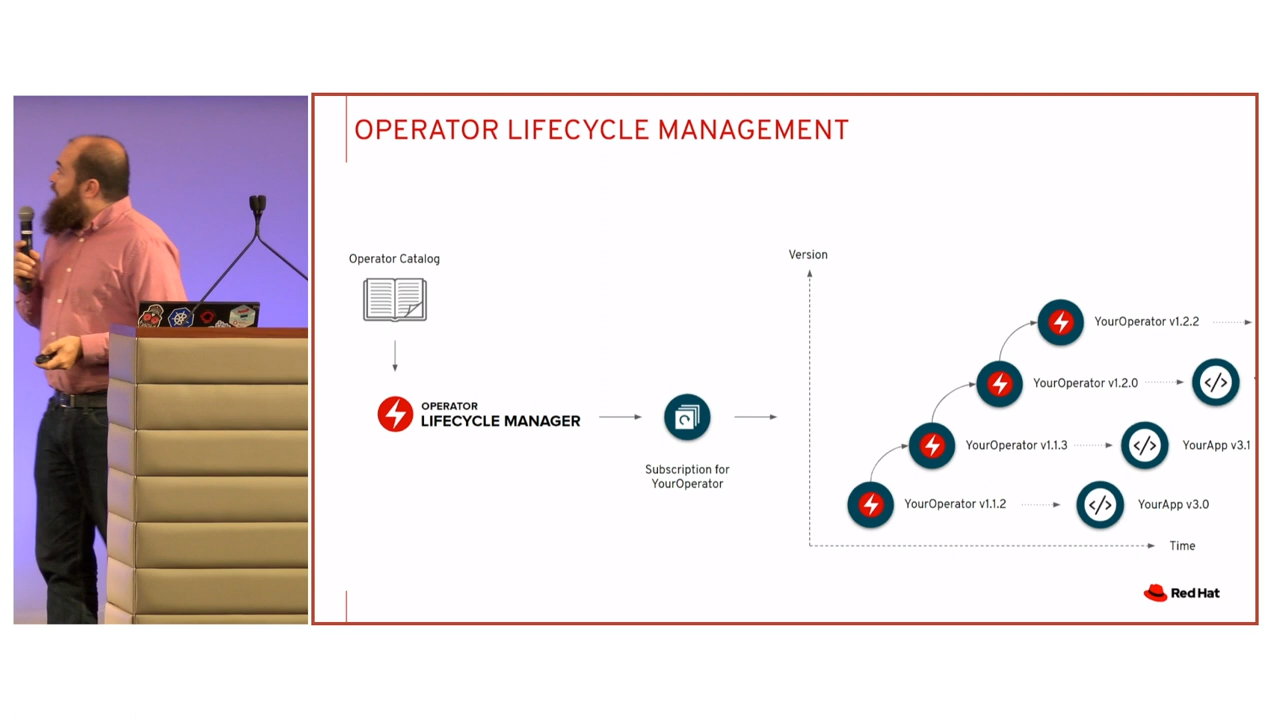 OPERATOR LIFECYCLE MANAGEMENT
Operator Catalog
OPERATOR
LIFECYCLE MANAGER
Subscription for
YourOperator
Version
YourOperator v1.2.2
YourOperator v1.2.0
YourOperator v1.1.3
YourApp v3.1
YourOperator v1.1.2
YourApp v3.0
Time
Red Hat